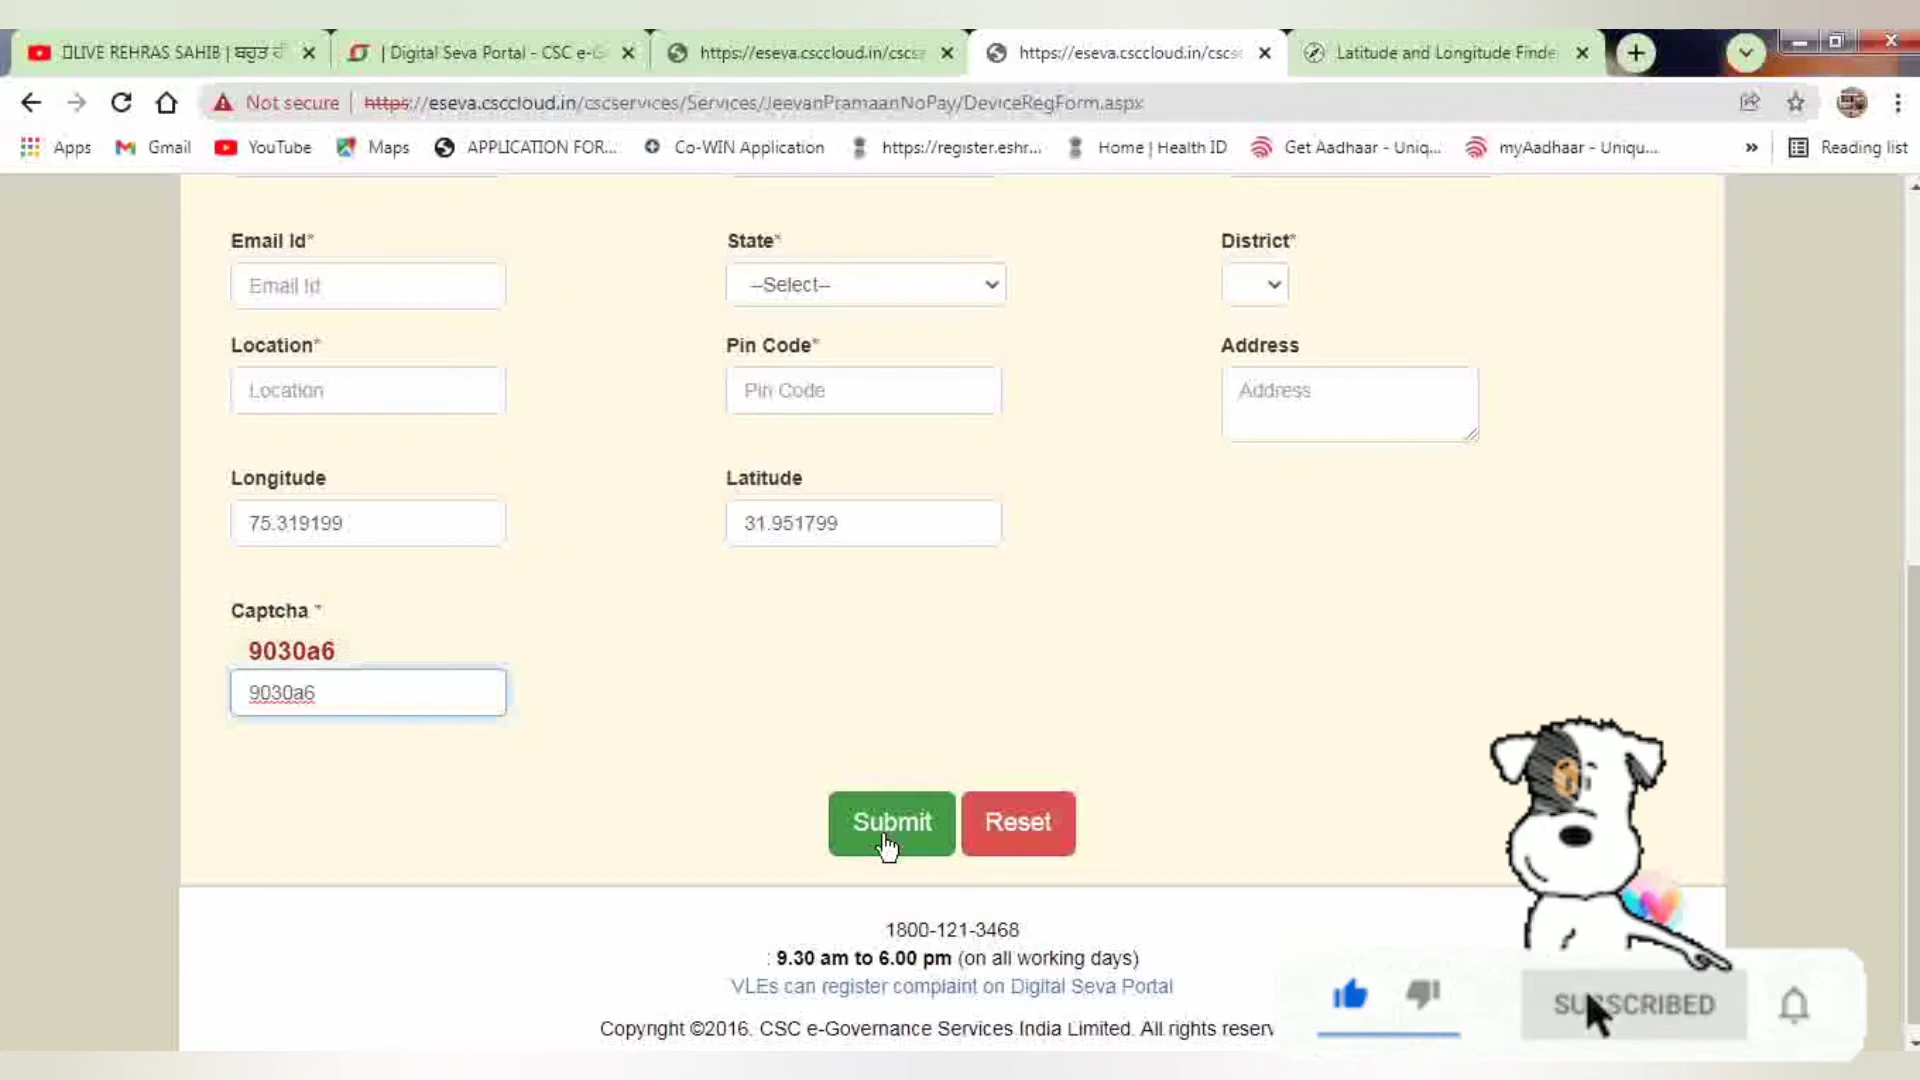 LIVE REHRAS SAHIB | ਬਹੁਤ ਹੀ
| Digital Seva Portal - CSC e-G
https://eseva.csccloud.in/cscse
https://eseva.csccloud.in/cscse
Latitude and Longitude Finde
Not secure | https://eseva.csccloud.in/cscservices/Services/JeevanPramaanNoPay/DeviceRegForm.aspx
Apps Gmail YouTube Maps APPLICATION FOR... Co-WIN Application https://register.eshr... Home | Health ID Get Aadhaar - Uniq... myAadhaar - Uniqu... » Reading list
Email Id* State* District*
Email Id --Select--
Location* Pin Code* Address
Location Pin Code Address
Longitude Latitude
75.319199 31.951799
Captcha *
9030a6
9030a6
Submit Reset
1800-121-3468
: 9.30 am to 6.00 pm (on all working days)
VLEs can register complaint on Digital Seva Portal
Copyright ©2016. CSC e-Governance Services India Limited. All rights reserv
SUBSCRIBED